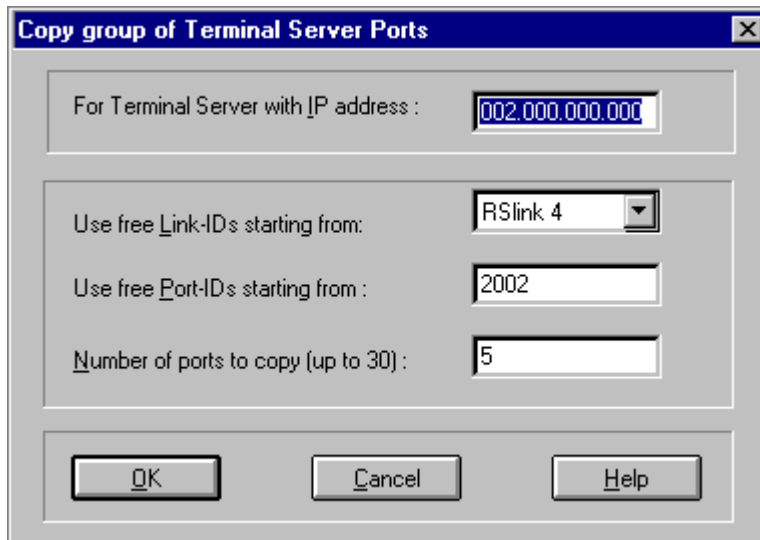 Copy group of Terminal Server Ports
For Terminal Server with IP address : 002.000.000.000
Use free Link-IDs starting from: RSlink 4
Use free Port-IDs starting from : 2002
Number of ports to copy (up to 30) : 5
OK Cancel Help